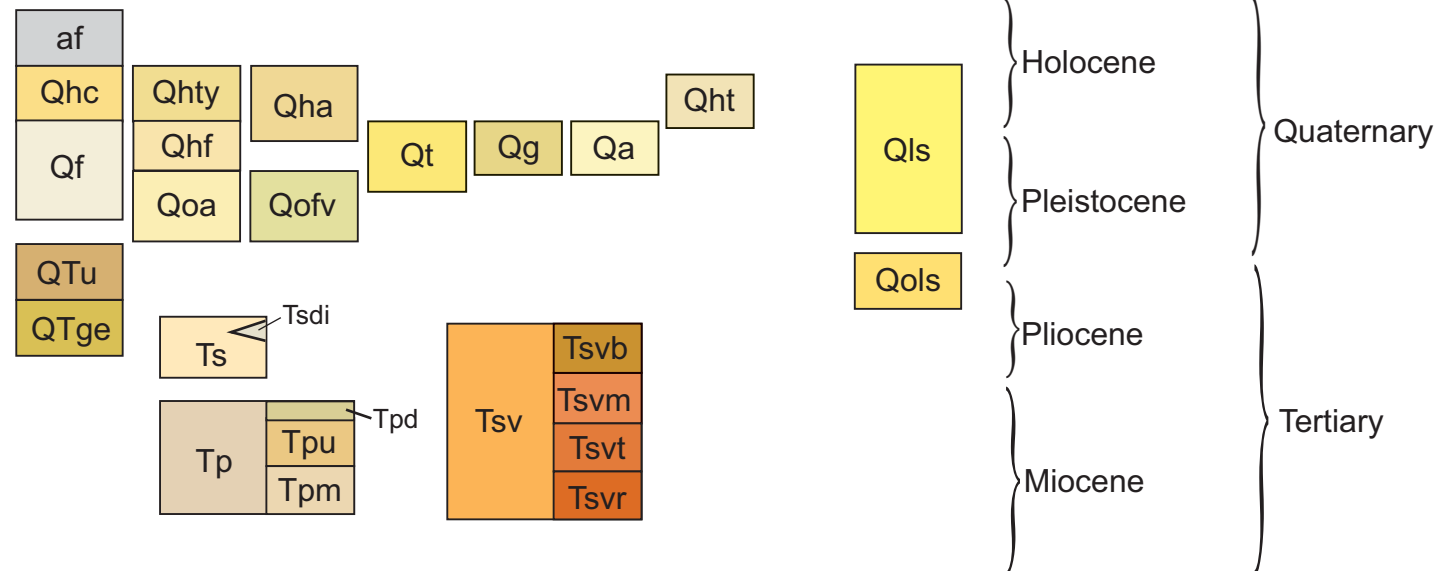 af
Qhc
Qhty
Qha
Qht
Holocene
Qf
Qhf
Qt
Qg
Qa
Qls
Quaternary
Qoa
Qofv
Pleistocene
QTu
Qols
QTge
Tsdi
Ts
Pliocene
Tsv
Tsvb
Tsvm
Tsvt
Tsvr
Tp
Tpd
Tpu
Tpm
Tertiary
Miocene